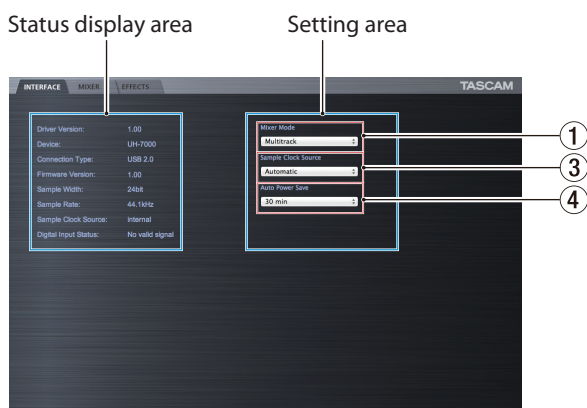 Status display area
Setting area
INTERFACE
MIXER
EFFECTS
TASCAM
Driver Version: 1.00
Device: UH-7000
Connection Type: USB 2.0
Firmware Version: 1.00
Sample Width: 24bit
Sample Rate: 44.1kHz
Sample Clock Source: internal
Digital Input Status: No valid signal
Mixer Mode
Multitrack
Sample Clock Source
Automatic
Auto Power Save
30 min
①
③
④